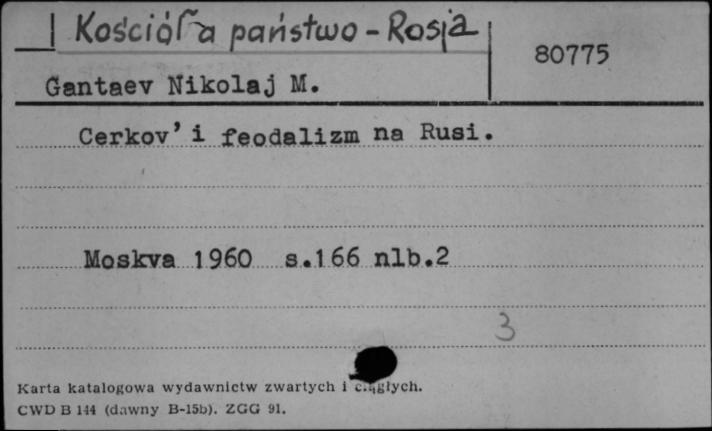 Kościół a państwo - Rosja
80775
Gantaev Nikolaj M.
Cerkov' i feodalizm na Rusi.
Moskva 1960 s.166 nlb.2
3
Karta katalogowa wydawnictw zwartych i ciągłych.
CWD B 144 (dawny B-15b). ZGG 91.